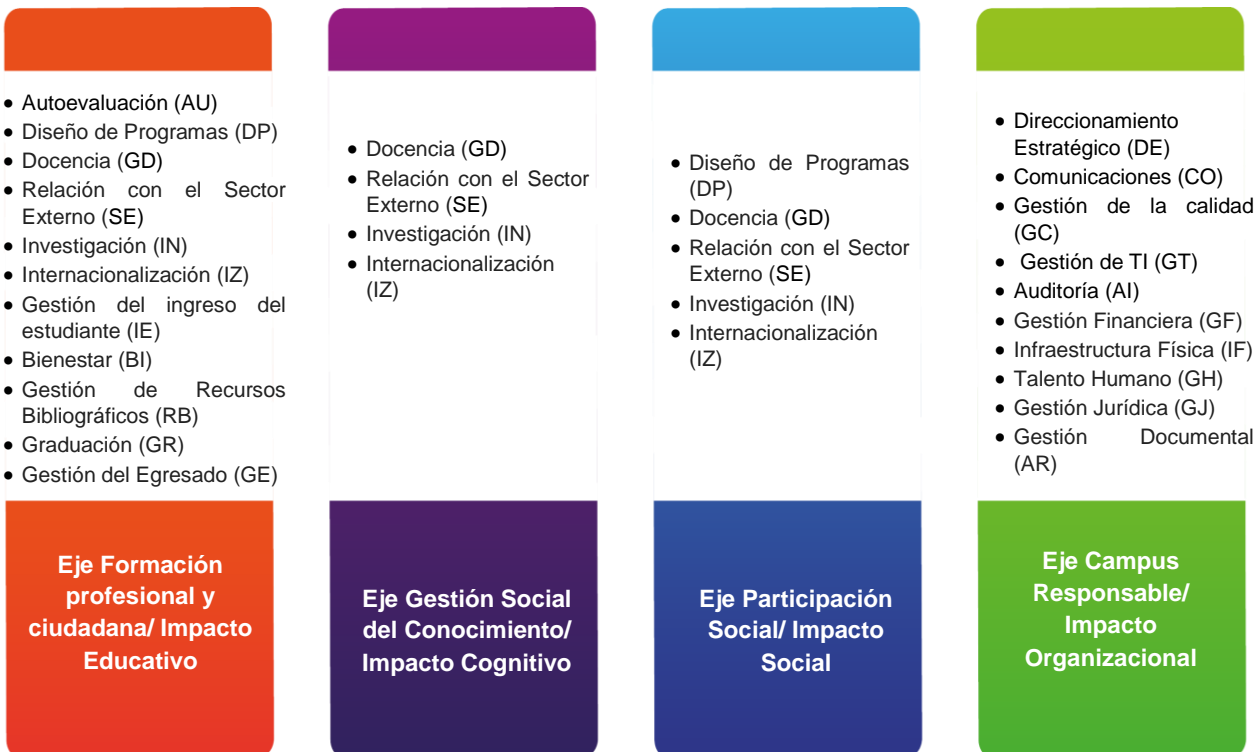 • Autoevaluación (AU)
• Diseño de Programas (DP)
• Docencia (GD)
• Relación con el Sector
Externo (SE)
• Investigación (IN)
• Internacionalización (IZ)
• Gestión del ingreso del
estudiante (IE)
• Bienestar (BI)
• Gestión de Recursos
Bibliográficos (RB)
• Graduación (GR)
• Gestión del Egresado (GE)
Eje Formación
profesional y
ciudadana/ Impacto
Educativo
• Docencia (GD)
• Relación con el Sector
Externo (SE)
• Investigación (IN)
• Internacionalización
(IZ)
Eje Gestión Social
del Conocimiento/
Impacto Cognitivo
• Diseño de Programas
(DP)
• Docencia (GD)
• Relación con el Sector
Externo (SE)
• Investigación (IN)
• Internacionalización
(IZ)
Eje Participación
Social/ Impacto
Social
• Direccionamiento
Estratégico (DE)
• Comunicaciones (CO)
• Gestión de la calidad
(GC)
• Gestión de TI (GT)
• Auditoría (AI)
• Gestión Financiera (GF)
• Infraestructura Física (IF)
• Talento Humano (GH)
• Gestión Jurídica (GJ)
• Gestión Documental
(AR)
Eje Campus
Responsable/
Impacto
Organizacional